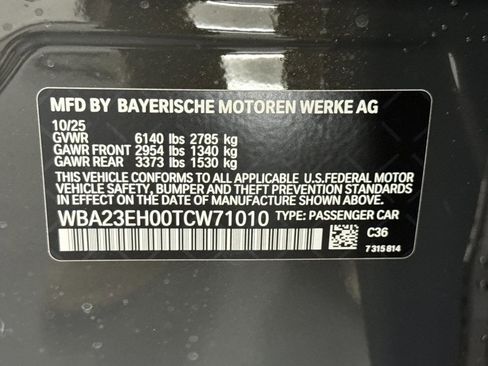 MFD BY BAYERISCHE MOTOREN WERKE AG
10/25
GVWR 6140 lbs 2785 kg
GAWR FRONT 2954 lbs 1340 kg
GAWR REAR 3373 lbs 1530 kg
THIS VEHICLE CONFORMS TO ALL APPLICABLE U.S.FEDERAL MOTOR
VEHICLE SAFETY, BUMPER AND THEFT PREVENTION STANDARDS
IN EFFECT ON THE DATE OF MANUFACTURE SHOWN ABOVE.
WBA23EH00TCW71010 TYPE: PASSENGER CAR
C36
7315814